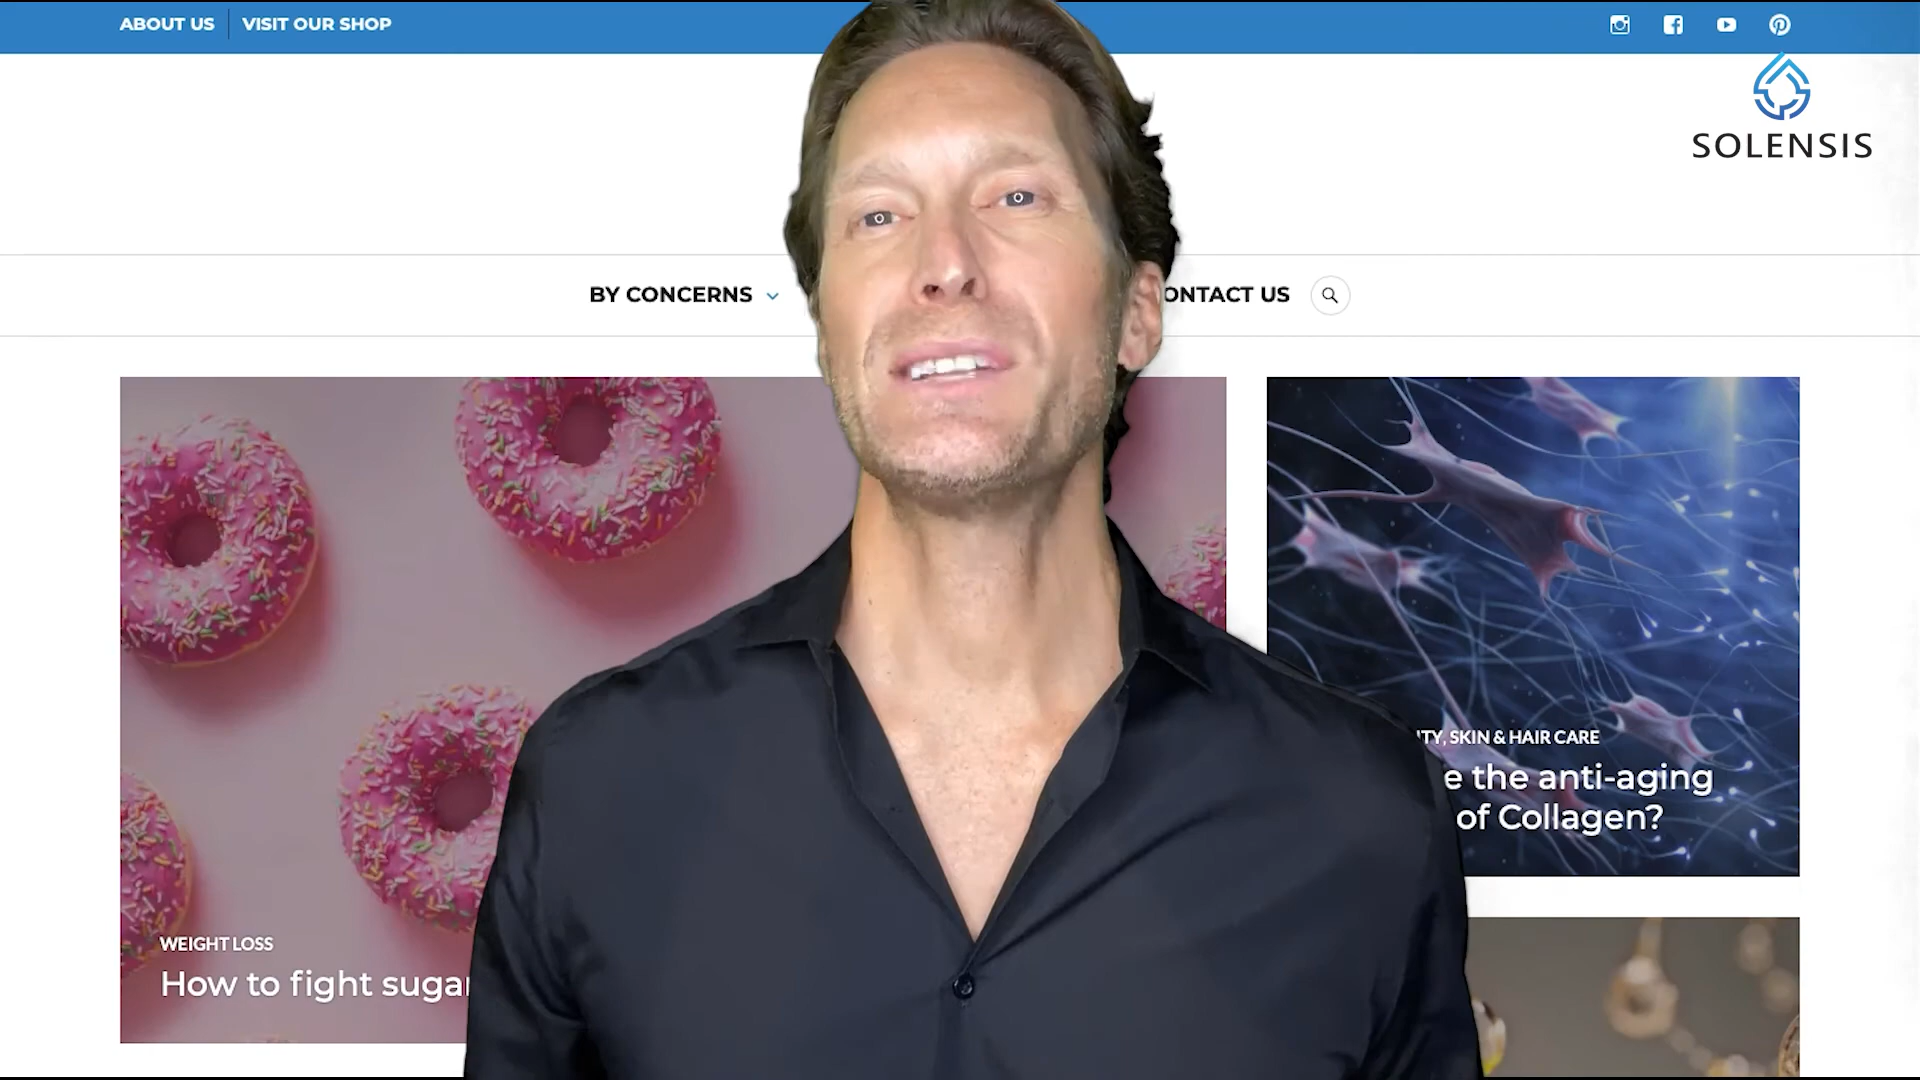 ABOUT US
VISIT OUR SHOP
SOLENSIS
BY CONCERNS
ONTACT US
TY, SKIN & HAIR CARE
e the anti-aging
of Collagen?
WEIGHT LOSS
How to fight sugar